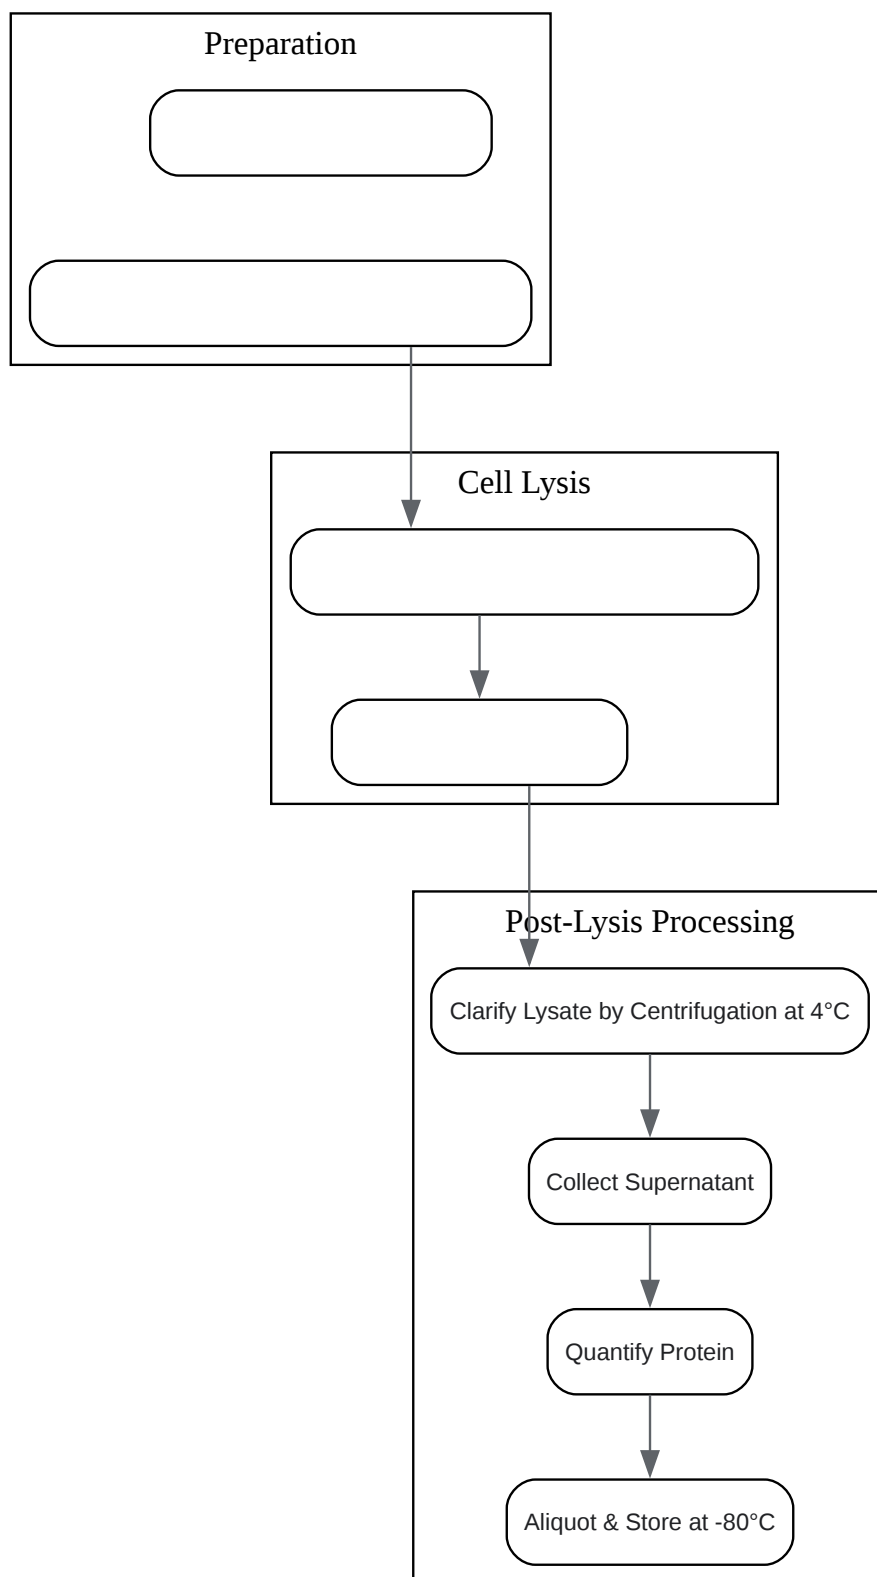 Preparation
Cell Lysis
Post-Lysis Processing
Clarify Lysate by Centrifugation at 4°C
Collect Supernatant
Quantify Protein
Aliquot & Store at -80°C